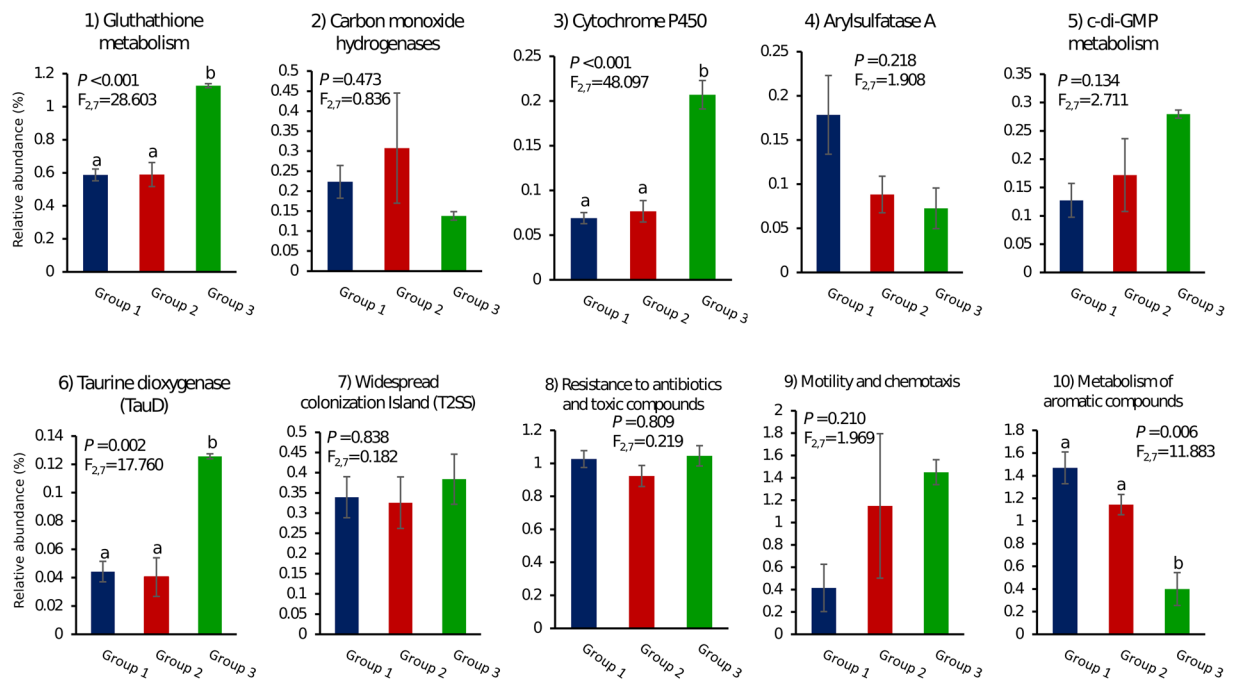 1) Gluthathione
metabolism
P <0.001
F2,7=28.603
Relative abundance (%)
1.2
1
0.8
0.6
0.4
0.2
0
a
a
b
Group 1
Group 2
Group 3
2) Carbon monoxide
hydrogenases
P=0.473
F2,7=0.836
0.5
0.45
0.4
0.35
0.3
0.25
0.2
0.15
0.1
0.05
0
Group 1
Group 2
Group 3
3) Cytochrome P450
P <0.001
F2,7=48.097
0.25
0.2
0.15
0.1
0.05
0
a
a
b
Group 1
Group 2
Group 3
4) Arylsulfatase A
P =0.218
F2,7=1.908
0.25
0.2
0.15
0.1
0.05
0
Group 1
Group 2
Group 3
5) c-di-GMP
metabolism
P=0.134
F2,7=2.711
0.35
0.3
0.25
0.2
0.15
0.1
0.05
0
Group 1
Group 2
Group 3
6) Taurine dioxygenase
(TauD)
P=0.002
F2,7=17.760
Relative abundance (%)
0.14
0.12
0.1
0.08
0.06
0.04
0.02
0
a
a
b
Group 1
Group 2
Group 3
7) Widespread
colonization Island (T2SS)
P=0.838
F2,7=0.182
0.5
0.45
0.4
0.35
0.3
0.25
0.2
0.15
0.1
0.05
0
Group 1
Group 2
Group 3
8) Resistance to antibiotics
and toxic compounds
P=0.809
F2,7=0.219
1.2
1
0.8
0.6
0.4
0.2
0
Group 1
Group 2
Group 3
9) Motility and chemotaxis
P=0.210
F2,7=1.969
2
1.8
1.6
1.4
1.2
1
0.8
0.6
0.4
0.2
0
Group 1
Group 2
Group 3
10) Metabolism of
aromatic compounds
P=0.006
F2,7=11.883
1.8
1.6
1.4
1.2
1
0.8
0.6
0.4
0.2
0
a
a
b
Group 1
Group 2
Group 3